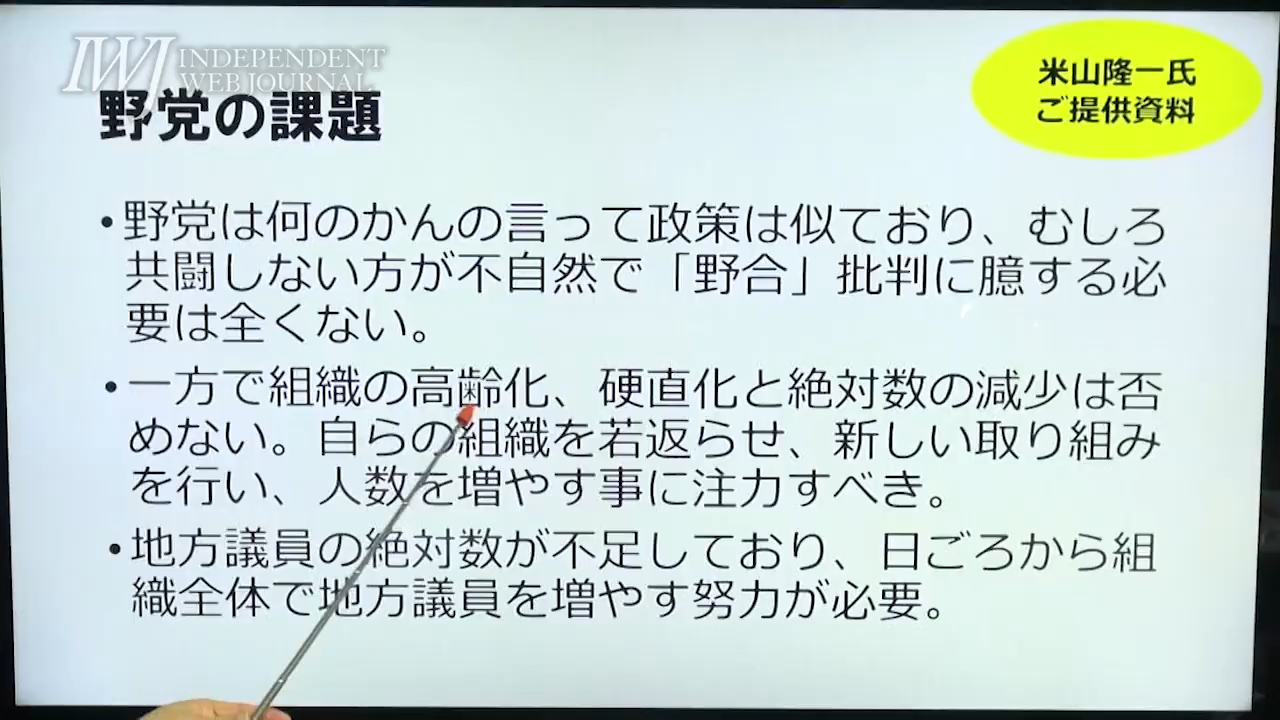 IWJ INDEPENDENT
WEB JOURNAL
米山隆一氏
ご提供資料
野党の課題
•野党は何のかんの言って政策は似ており、むしろ
共闘しない方が不自然で「野合」批判に臆する必
要は全くない。
•一方で組織の高齢化、硬直化と絶対数の減少は否
めない。自らの組織を若返らせ、新しい取り組み
を行い、人数を増やす事に注力すべき。
•地方議員の絶対数が不足しており、日ごろから組
織全体で地方議員を増やす努力が必要。